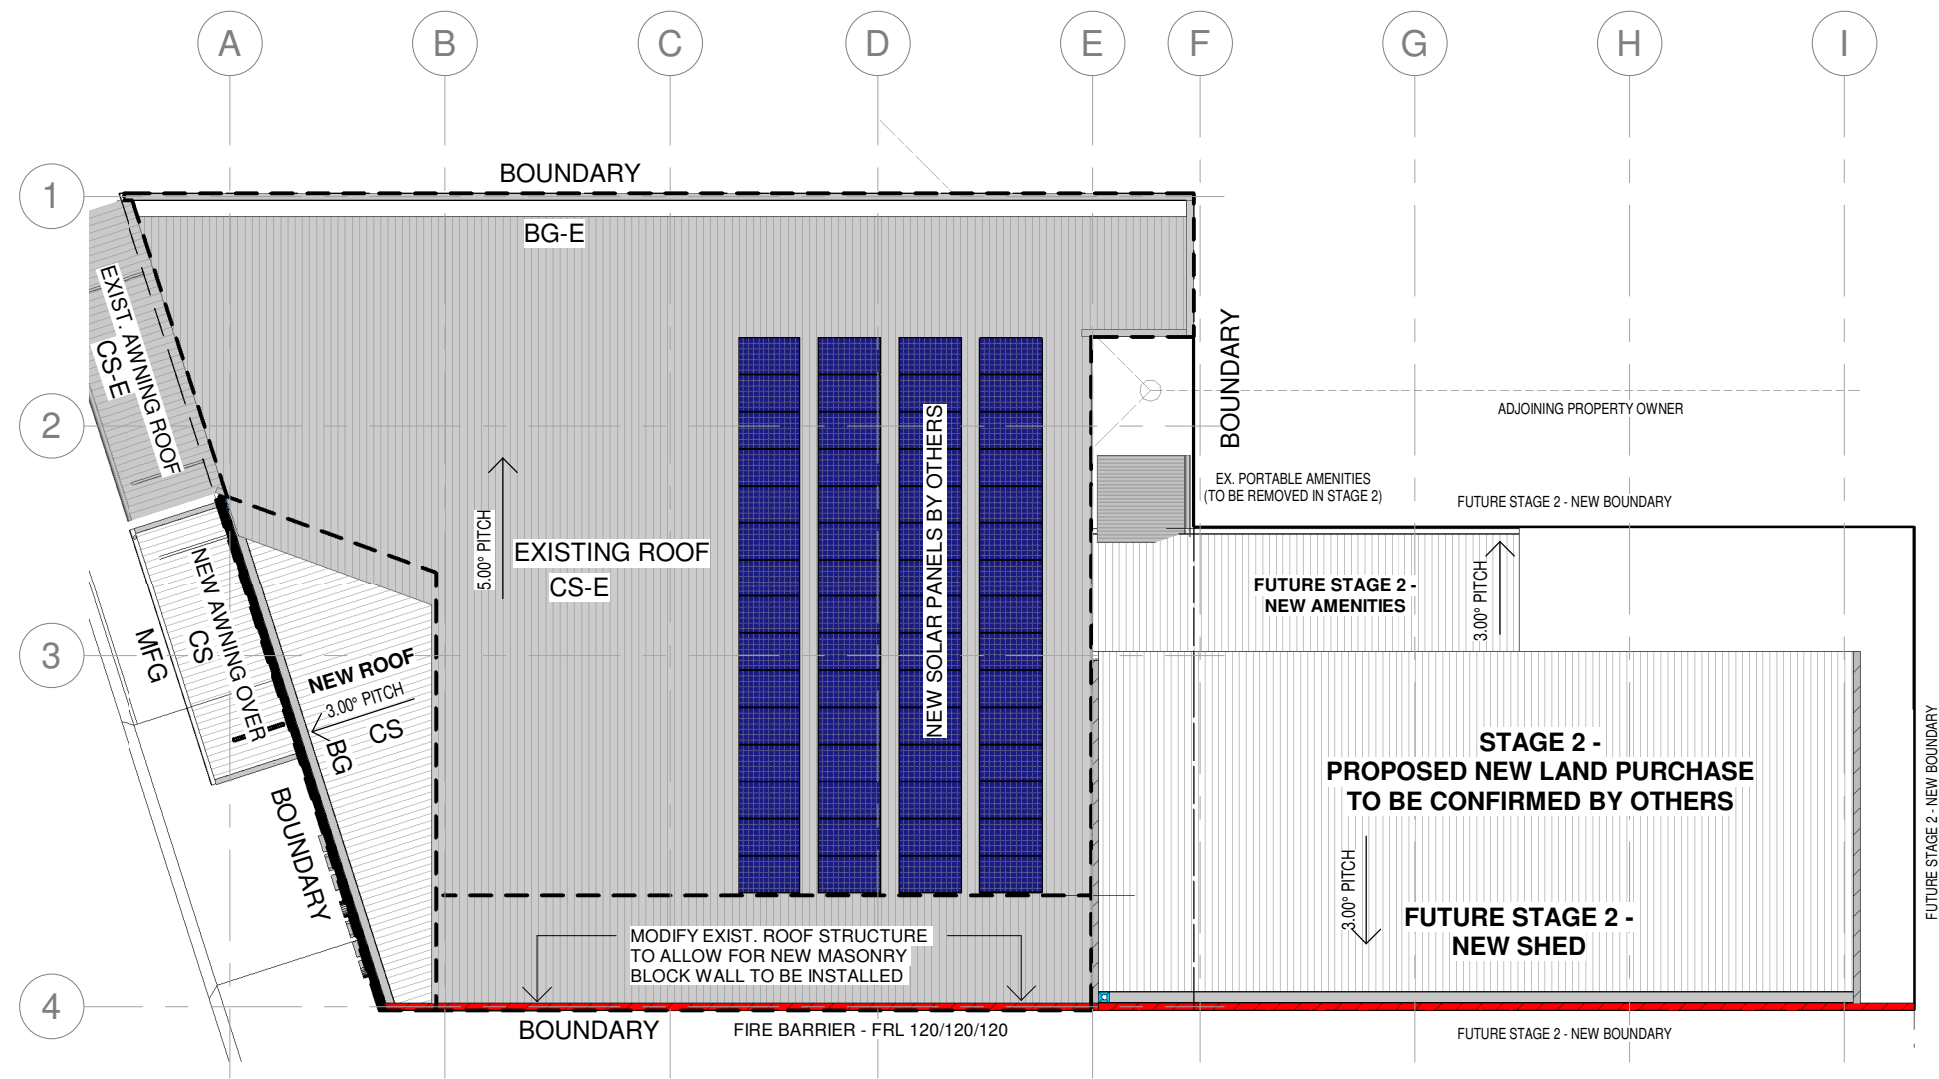 A
B
C
D
E
F
G
H
I
1
2
3
4
BOUNDARY
BG-E
EXIST. AWNING ROOF
CS-E
BOUNDARY
ADJOINING PROPERTY OWNER
EX. PORTABLE AMENITIES
(TO BE REMOVED IN STAGE 2)
FUTURE STAGE 2 - NEW BOUNDARY
5.00° PITCH
EXISTING ROOF
CS-E
NEW SOLAR PANELS BY OTHERS
FUTURE STAGE 2 -
NEW AMENITIES
3.00° PITCH
NEW AWNING OVER
CS
MFG
NEW ROOF
3.00° PITCH
CS
BG
BOUNDARY
STAGE 2 -
PROPOSED NEW LAND PURCHASE
TO BE CONFIRMED BY OTHERS
3.00° PITCH
FUTURE STAGE 2 -
NEW SHED
FUTURE STAGE 2 - NEW BOUNDARY
MODIFY EXIST. ROOF STRUCTURE
TO ALLOW FOR NEW MASONRY
BLOCK WALL TO BE INSTALLED
BOUNDARY
FIRE BARRIER - FRL 120/120/120
FUTURE STAGE 2 - NEW BOUNDARY